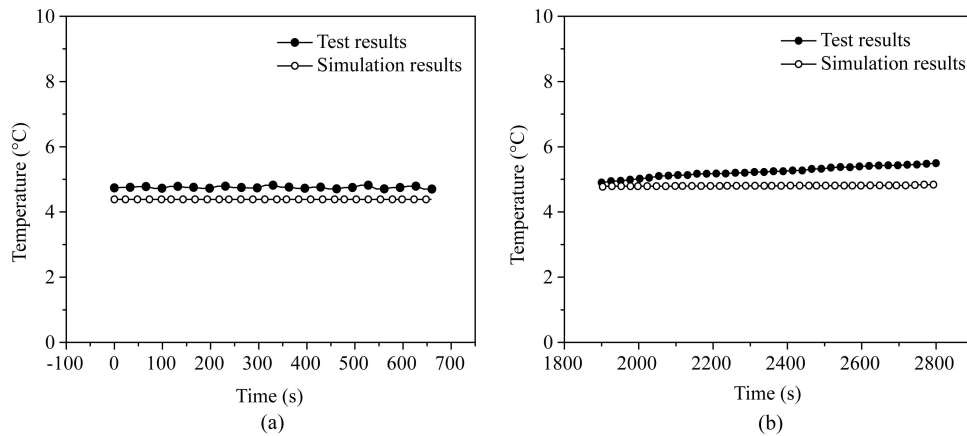 10
8
6
4
2
0
Temperature (°C)
Test results
Simulation results
-100 0 100 200 300 400 500 600 700 800
Time (s)
(a)
10
8
6
4
2
0
Temperature (°C)
Test results
Simulation results
1800 2000 2200 2400 2600 2800
Time (s)
(b)